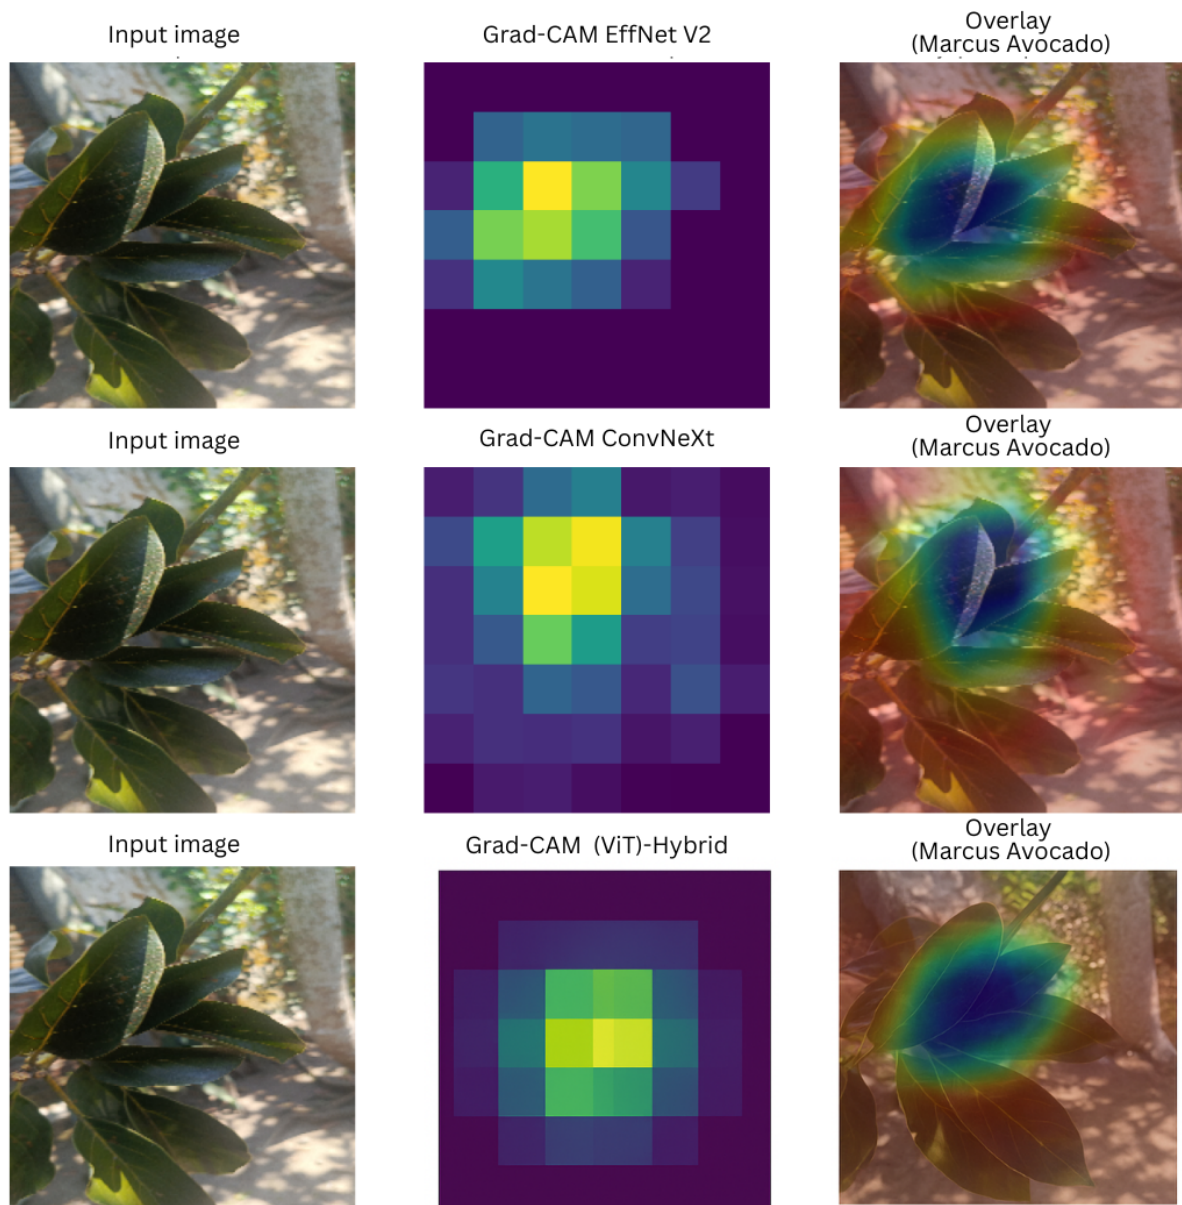 Input image
Grad-CAM EffNet V2
Overlay
(Marcus Avocado)
Input image
Grad-CAM ConvNeXt
Overlay
(Marcus Avocado)
Input image
Grad-CAM (ViT)-Hybrid
Overlay
(Marcus Avocado)